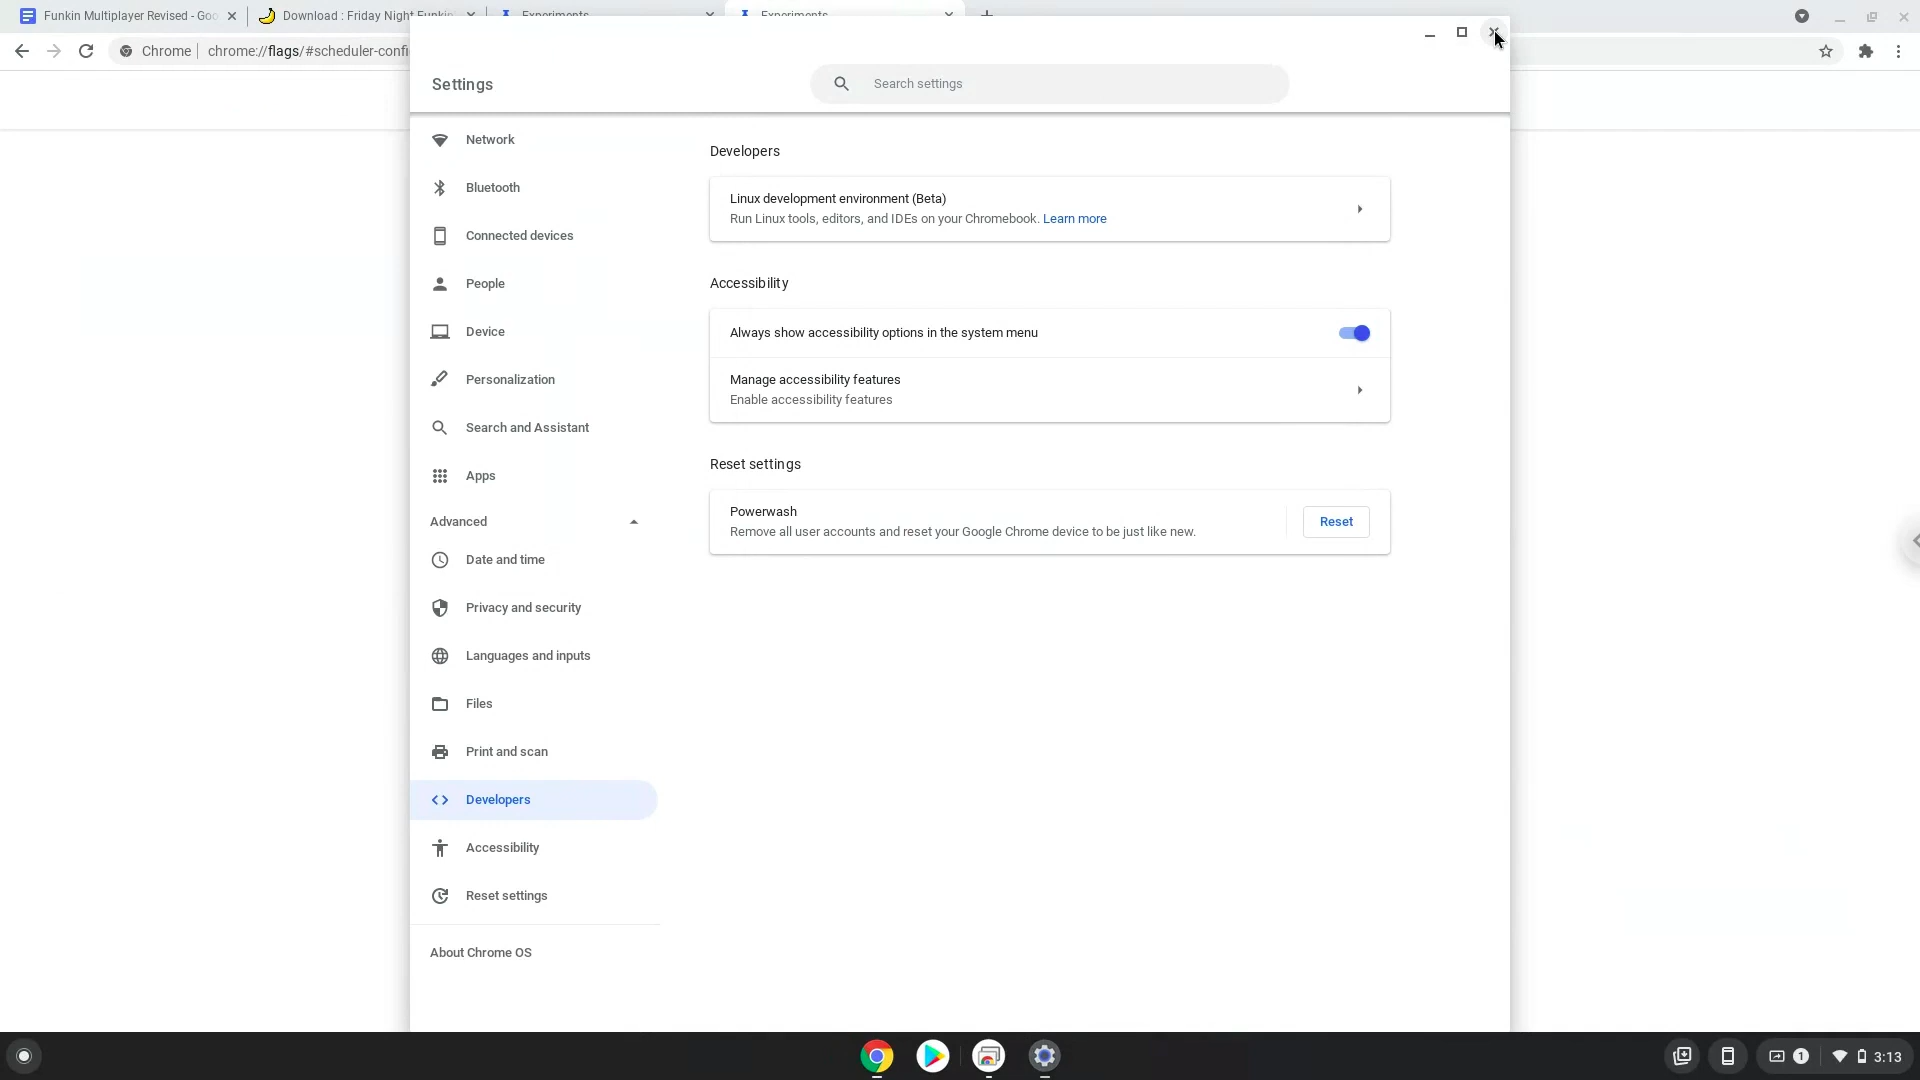 Funkin Multiplayer Revised - Goo
Download : Friday Night Funkin
Experiments
Experiments
Chrome
chrome://flags/#scheduler-confi
Settings
Search settings
Network
Bluetooth
Connected devices
People
Device
Personalization
Search and Assistant
Apps
Advanced
Date and time
Privacy and security
Languages and inputs
Files
Print and scan
Developers
Accessibility
Reset settings
About Chrome OS
Developers
Linux development environment (Beta)
Run Linux tools, editors, and IDEs on your Chromebook. Learn more
Accessibility
Always show accessibility options in the system menu
Manage accessibility features
Enable accessibility features
Reset settings
Powerwash
Remove all user accounts and reset your Google Chrome device to be just like new.
Reset
1
3:13